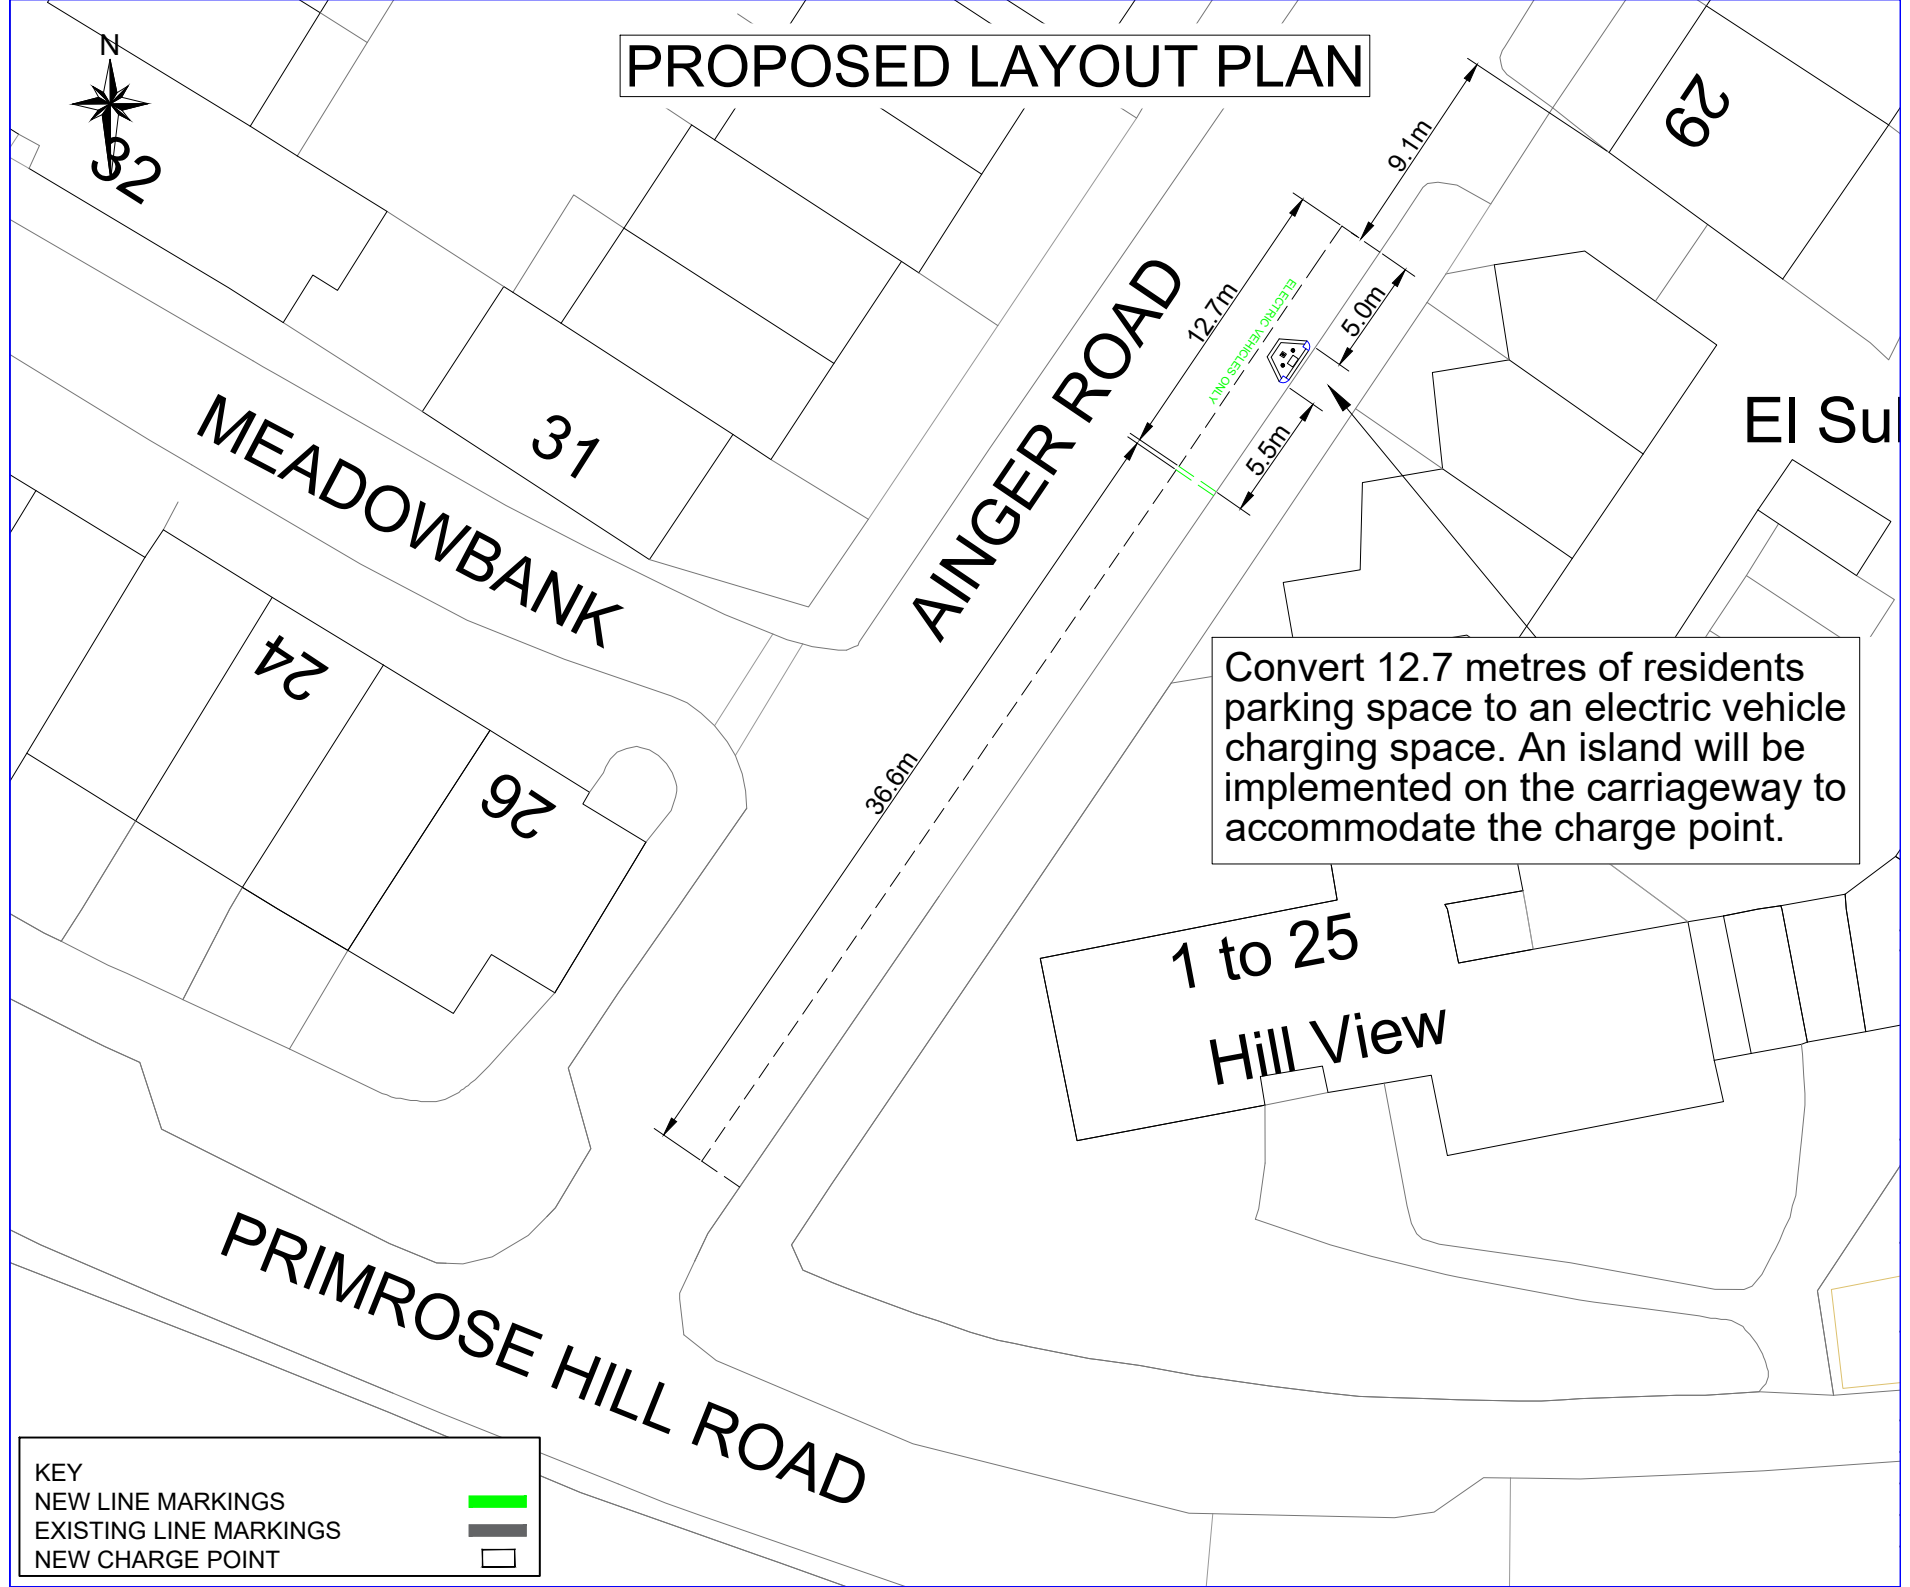 PROPOSED LAYOUT PLAN
N
32
29
9.1m
12.7m
5.0m
ELECTRIC VEHICLES ONLY
5.5m
AINGER ROAD
MEADOWBANK
31
El Su
24
26
36.6m
Convert 12.7 metres of residents
parking space to an electric vehicle
charging space. An island will be
implemented on the carriageway to
accommodate the charge point.
1 to 25
Hill View
PRIMROSE HILL ROAD
KEY
NEW LINE MARKINGS
EXISTING LINE MARKINGS
NEW CHARGE POINT